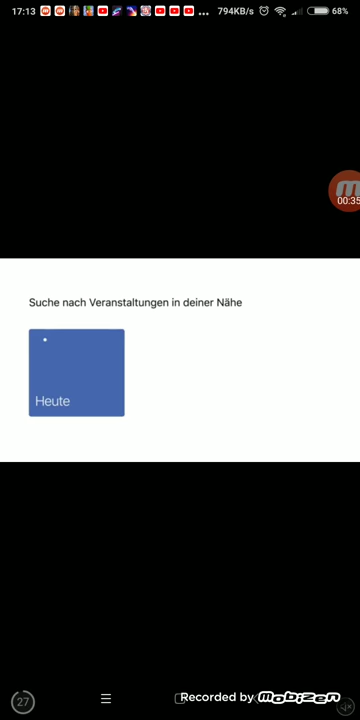 17:13 ... 794KB/s 68%
00:35
Suche nach Veranstaltungen in deiner Nähe
Heute
27
Recorded by mobizen